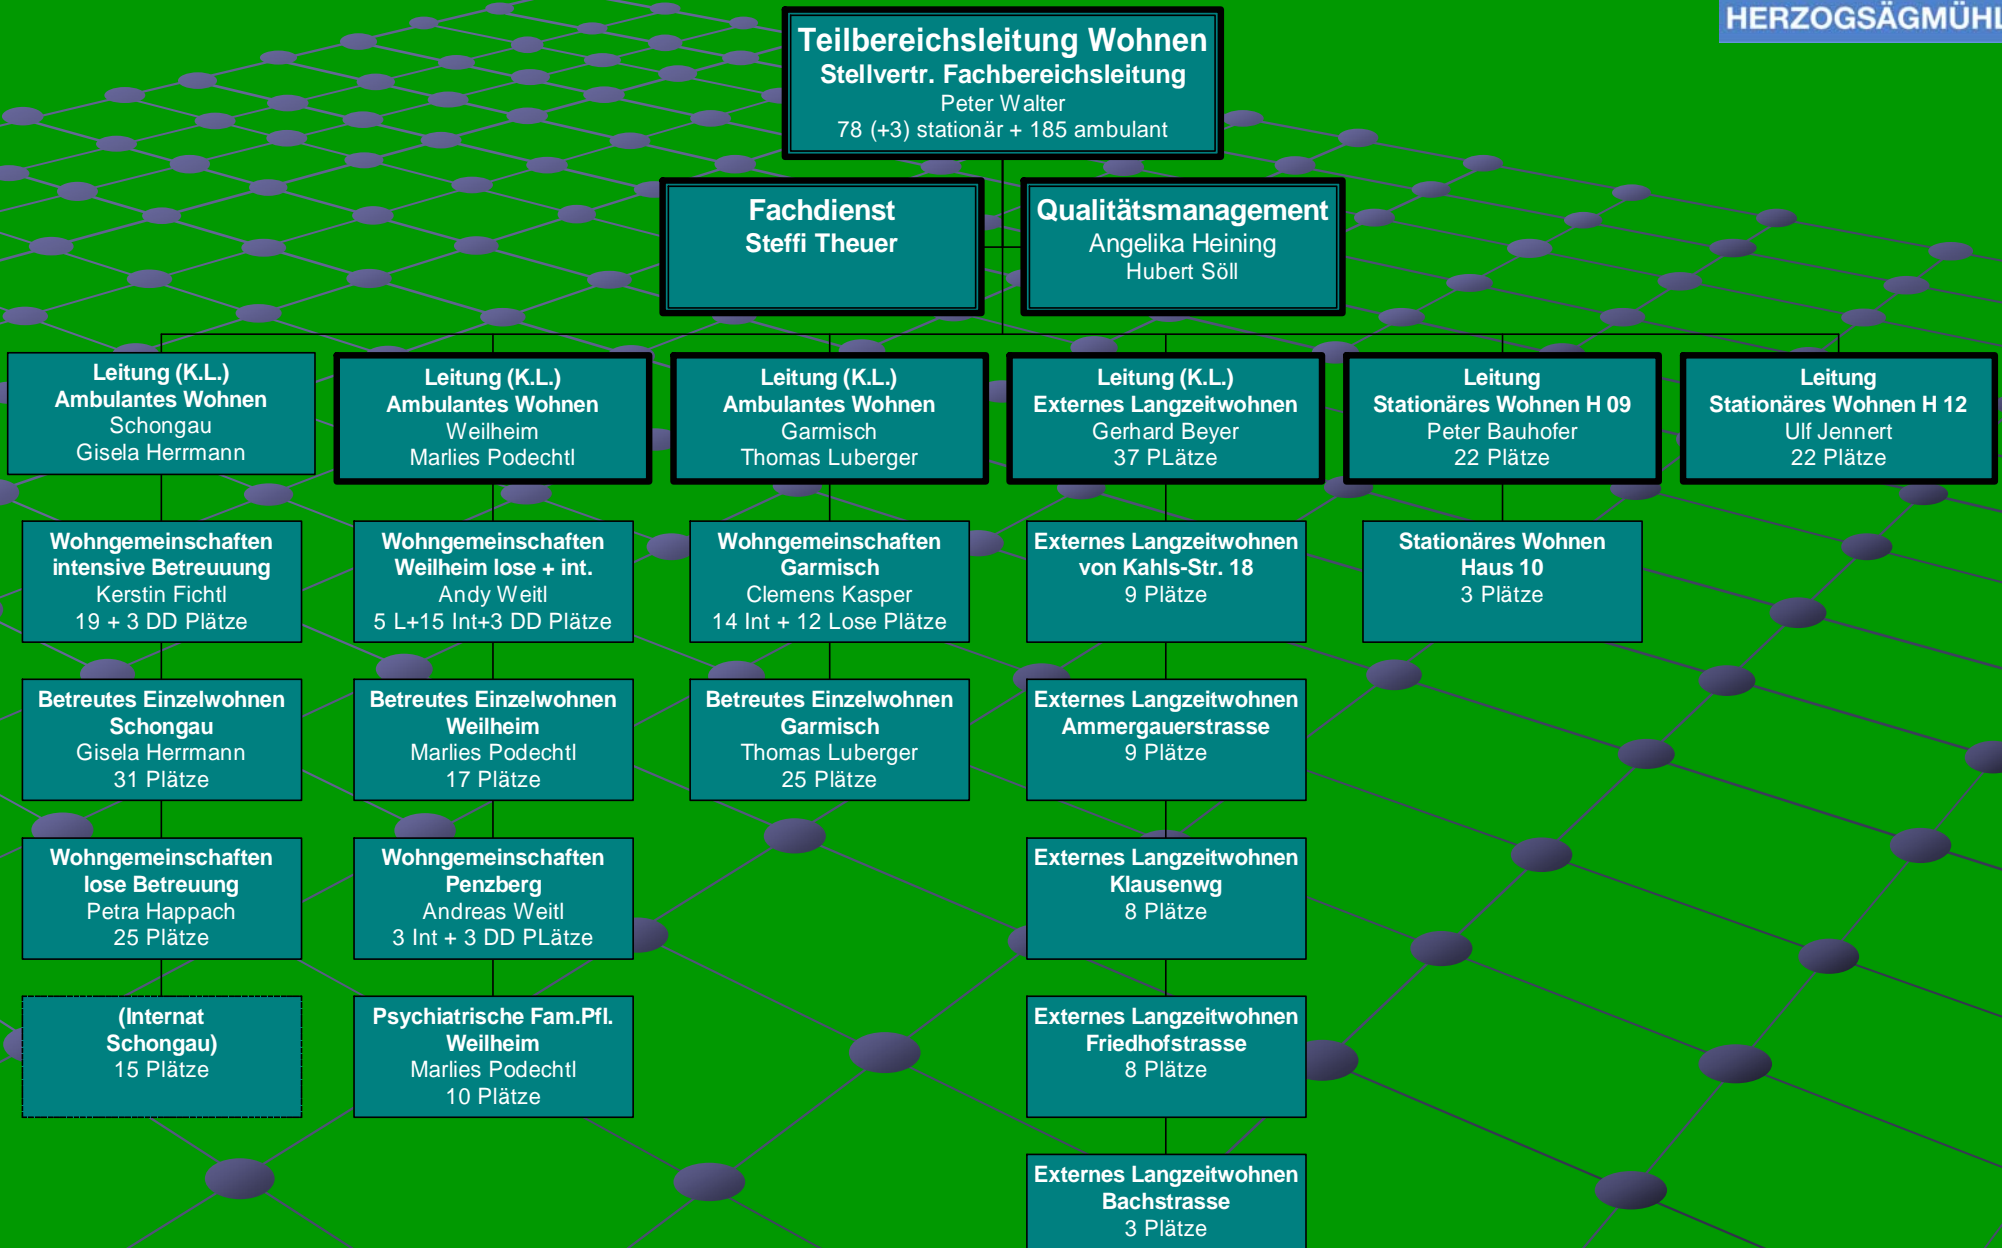 HERZOGSÄGMÜHL
Teilbereichsleitung Wohnen
Stellvertr. Fachbereichsleitung
Peter Walter
78 (+3) stationär + 185 ambulant
Fachdienst
Steffi Theuer
Qualitätsmanagement
Angelika Heining
Hubert Söll
Leitung (K.L.)
Ambulantes Wohnen
Schongau
Gisela Herrmann
Leitung (K.L.)
Ambulantes Wohnen
Weilheim
Marlies Podechtl
Leitung (K.L.)
Ambulantes Wohnen
Garmisch
Thomas Luberger
Leitung (K.L.)
Externes Langzeitwohnen
Gerhard Beyer
37 PLätze
Leitung
Stationäres Wohnen H 09
Peter Bauhofer
22 Plätze
Leitung
Stationäres Wohnen H 12
Ulf Jennert
22 Plätze
Wohngemeinschaften
intensive Betreuuung
Kerstin Fichtl
19 + 3 DD Plätze
Wohngemeinschaften
Weilheim lose + int.
Andy Weitl
5 L+15 Int+3 DD Plätze
Wohngemeinschaften
Garmisch
Clemens Kasper
14 Int + 12 Lose Plätze
Externes Langzeitwohnen
von Kahls-Str. 18
9 Plätze
Stationäres Wohnen
Haus 10
3 Plätze
Betreutes Einzelwohnen
Schongau
Gisela Herrmann
31 Plätze
Betreutes Einzelwohnen
Weilheim
Marlies Podechtl
17 Plätze
Betreutes Einzelwohnen
Garmisch
Thomas Luberger
25 Plätze
Externes Langzeitwohnen
Ammergauerstrasse
9 Plätze
Wohngemeinschaften
lose Betreuung
Petra Happach
25 Plätze
Wohngemeinschaften
Penzberg
Andreas Weitl
3 Int + 3 DD PLätze
Externes Langzeitwohnen
Klausenwg
8 Plätze
(Internat
Schongau)
15 Plätze
Psychiatrische Fam.Pfl.
Weilheim
Marlies Podechtl
10 Plätze
Externes Langzeitwohnen
Friedhofstrasse
8 Plätze
Externes Langzeitwohnen
Bachstrasse
3 Plätze